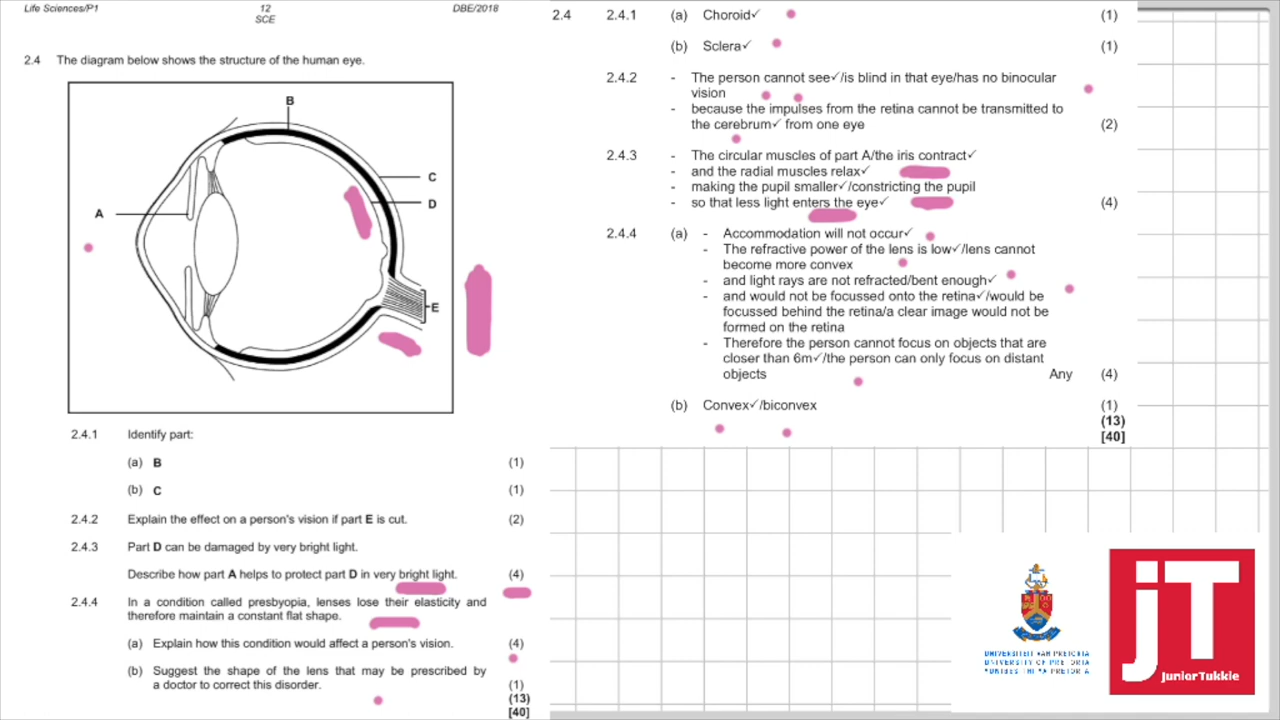 Life Sciences/P1 12 DBE/2018
SCE
2.4 The diagram below shows the structure of the human eye.
B
C
D
A
E
2.4.1 Identify part:
(a) B (1)
(b) C (1)
2.4.2 Explain the effect on a person's vision if part E is cut. (2)
2.4.3 Part D can be damaged by very bright light.
Describe how part A helps to protect part D in very bright light. (4)
2.4.4 In a condition called presbyopia, lenses lose their elasticity and
therefore maintain a constant flat shape.
(a) Explain how this condition would affect a person's vision. (4)
(b) Suggest the shape of the lens that may be prescribed by
a doctor to correct this disorder. (1)
(13)
[40]
2.4 2.4.1 (a) Choroid✓ (1)
(b) Sclera✓ (1)
2.4.2 - The person cannot see✓/is blind in that eye/has no binocular
vision
- because the impulses from the retina cannot be transmitted to
the cerebrum✓ from one eye (2)
2.4.3 - The circular muscles of part A/the iris contract✓
- and the radial muscles relax✓
- making the pupil smaller✓/constricting the pupil
- so that less light enters the eye✓ (4)
2.4.4 (a) - Accommodation will not occur✓
- The refractive power of the lens is low✓/lens cannot
become more convex
- and light rays are not refracted/bent enough✓
- and would not be focussed onto the retina✓/would be
focussed behind the retina/a clear image would not be
formed on the retina
- Therefore the person cannot focus on objects that are
closer than 6m✓/the person can only focus on distant
objects Any (4)
(b) Convex✓/biconvex (1)
(13)
[40]
UNIVERSITEIT VAN PRETORIA
UNIVERSITY OF PRETORIA
YUNIBESITHI YA PRETORIA
jT
JuniorTukkie